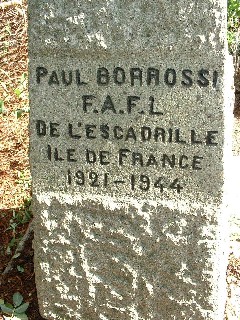 PAUL BORROSSI
F.A.F.L
DE L'ESCADRILLE
ILE DE FRANCE
1921-1944